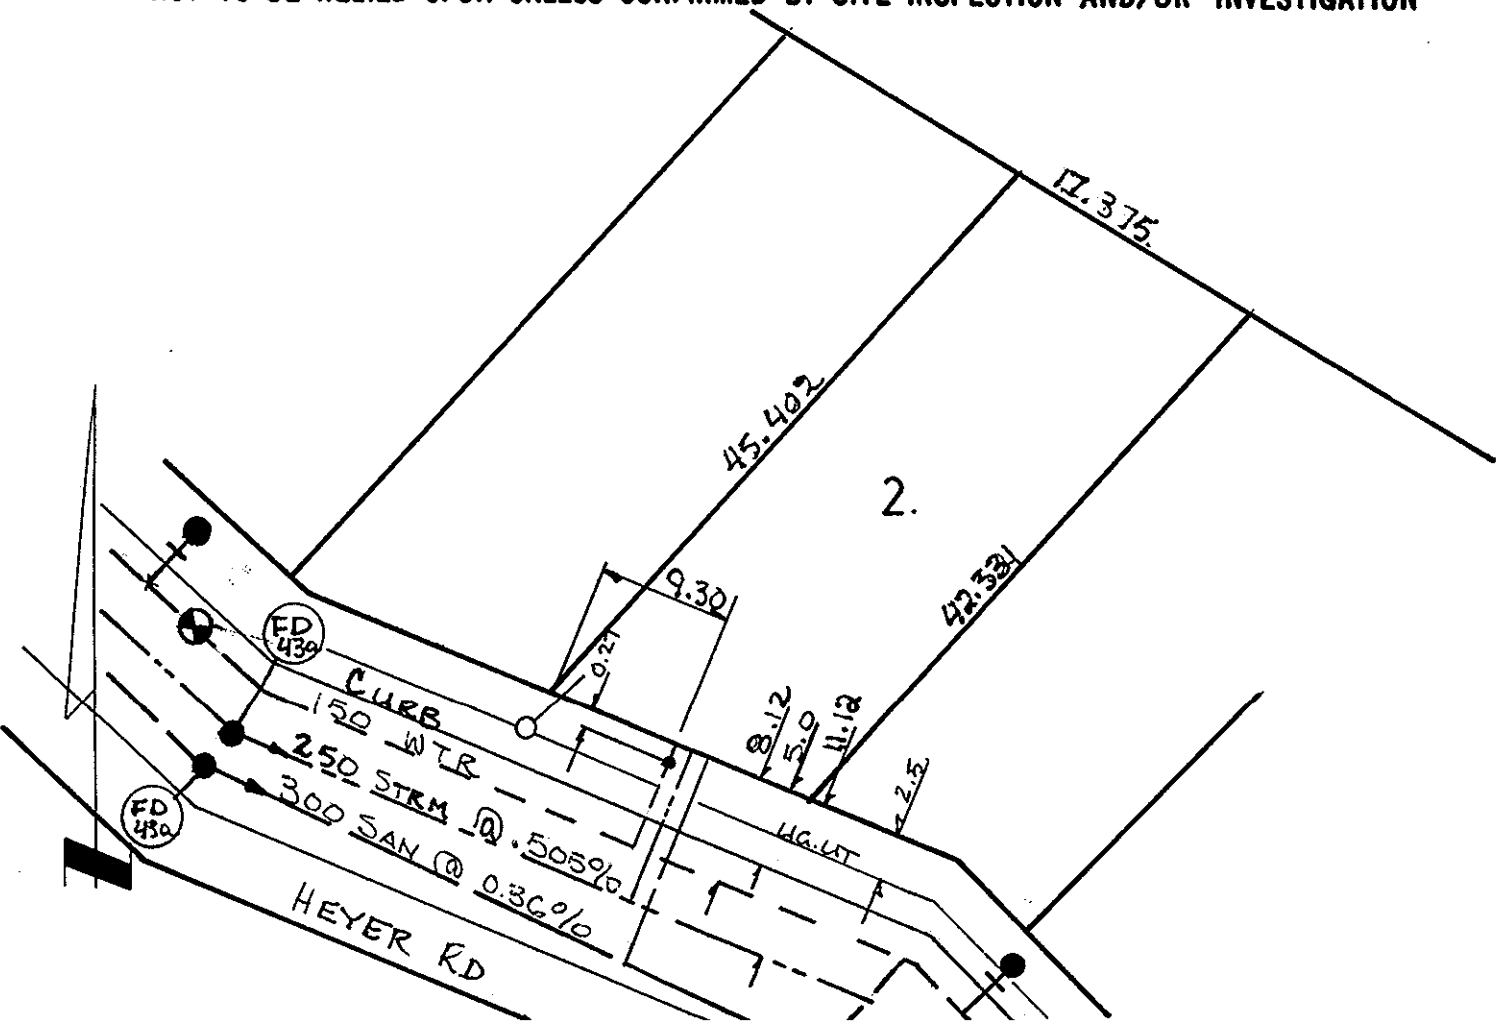 NOT TO BE RELIED UPON UNLESS CONFIRMED BY SITE INSPECTION AND/OR INVESTIGATION
17.375
45.402
2.
42.331
9.30
0.27
FD
439
CURB
150 WTR
250 STRM @ .505%
300 SAN @ 0.36%
8.12
5.0
11.12
2.5
UG.UT
FD
439
HEYER RD